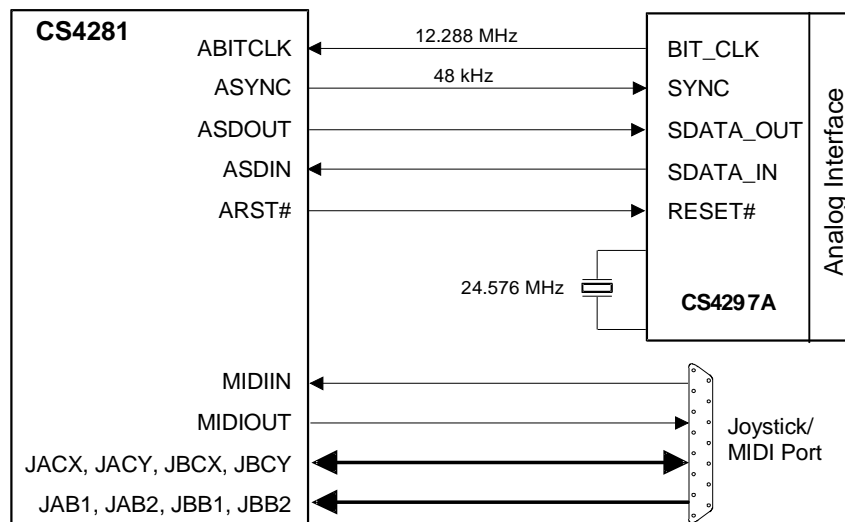 CS4281
ABITCLK
12.288 MHz
BIT_CLK
ASYNC
48 kHz
SYNC
ASDOUT
SDATA_OUT
ASDIN
SDATA_IN
ARST#
RESET#
Analog Interface
24.576 MHz
CS4297A
MIDIIN
MIDIOUT
Joystick/
MIDI Port
JACX, JACY, JBCX, JBCY
JAB1, JAB2, JBB1, JBB2